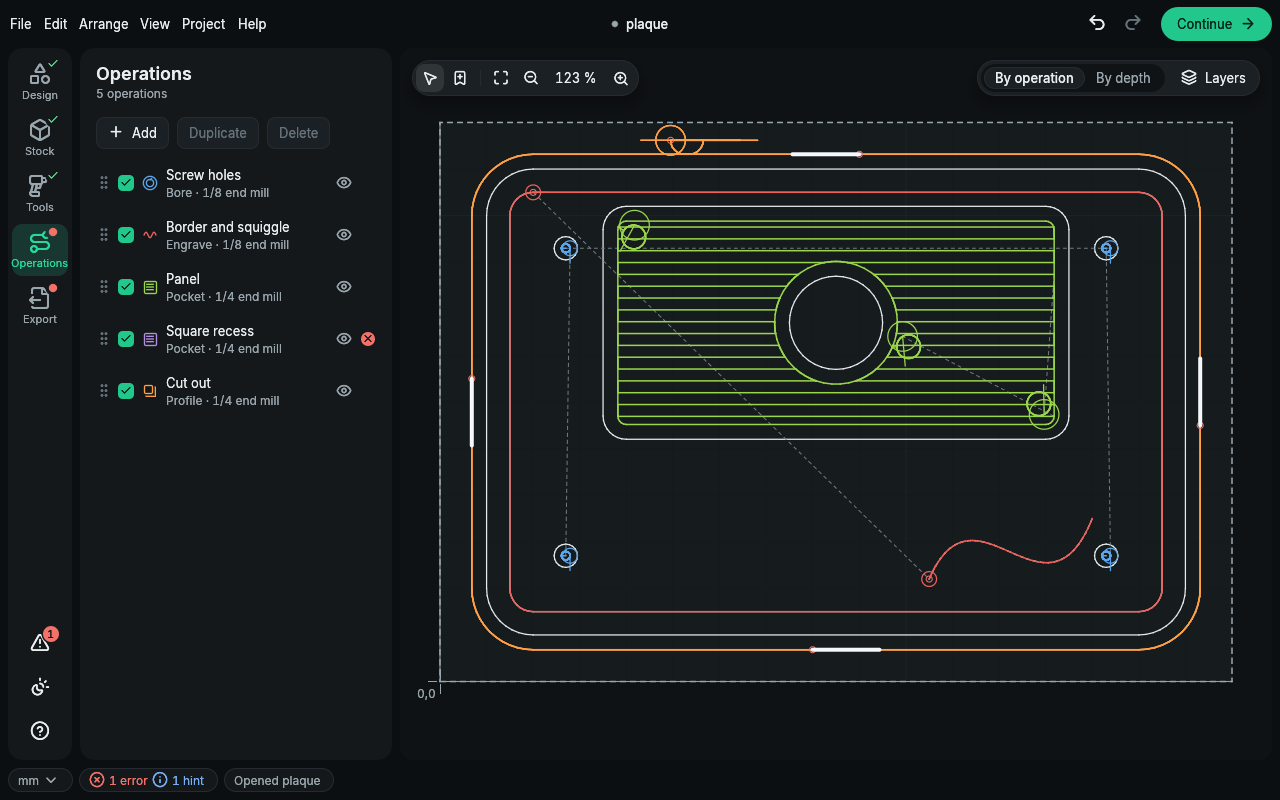 File Edit Arrange View Project Help
plaque
Continue
Design
Stock
Tools
Operations
Export
1
Operations
5 operations
Add
Duplicate
Delete
Screw holes
Bore · 1/8 end mill
Border and squiggle
Engrave · 1/8 end mill
Panel
Pocket · 1/4 end mill
Square recess
Pocket · 1/4 end mill
Cut out
Profile · 1/4 end mill
123 %
By operation
By depth
Layers
0,0
mm
1 error
1 hint
Opened plaque